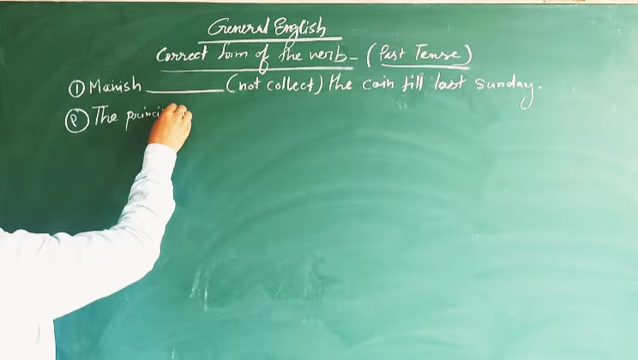 General English
Correct form of the verb - (Past Tense)
① Manish ______ (not collect) the coin till last Sunday.
② The princi